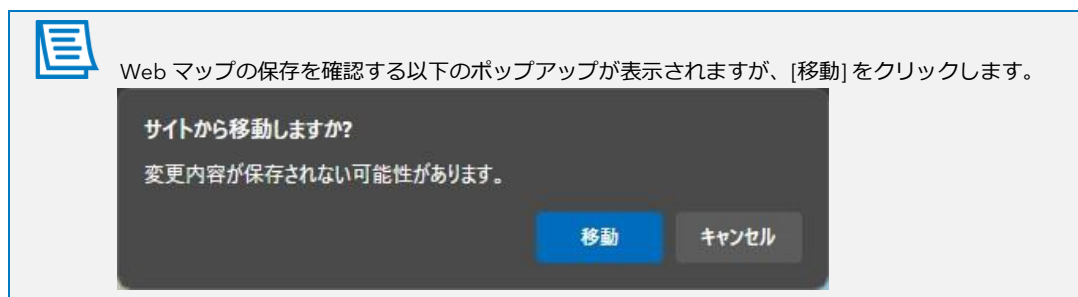 Web マップの保存を確認する以下のポップアップが表示されますが、[移動] をクリックします。
サイトから移動しますか?
変更内容が保存されない可能性があります。
移動 キャンセル